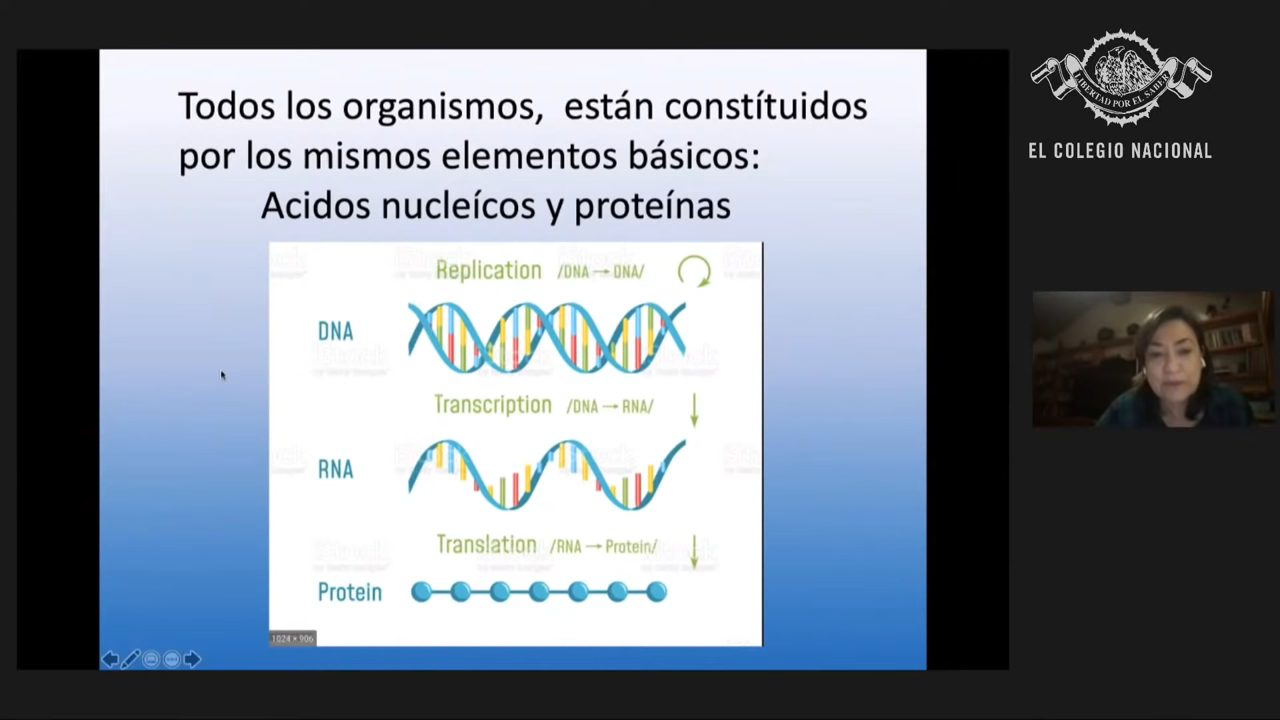 Todos los organismos, están constítuidos
por los mismos elementos básicos:
Acidos nucleícos y proteínas
Replication /DNA → DNA/
DNA
Transcription /DNA → RNA/
RNA
Translation /RNA → Protein/
Protein
1024 × 906
LIBERTAD POR EL SABER
EL COLEGIO NACIONAL